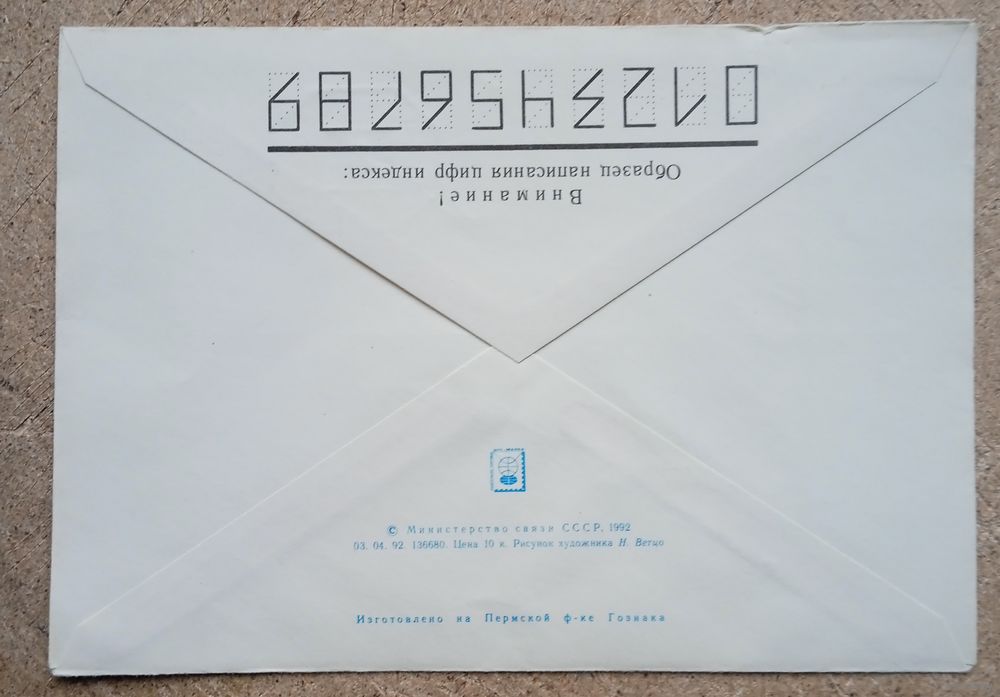 Внимание!
Образец написания цифр индекса:
0123456789
© Министерство связи СССР, 1992
03. 04. 92 136680. Цена 10 к. Рисунок художника Н. Ветцо
Изготовлено на Пермской ф-ке Гознака